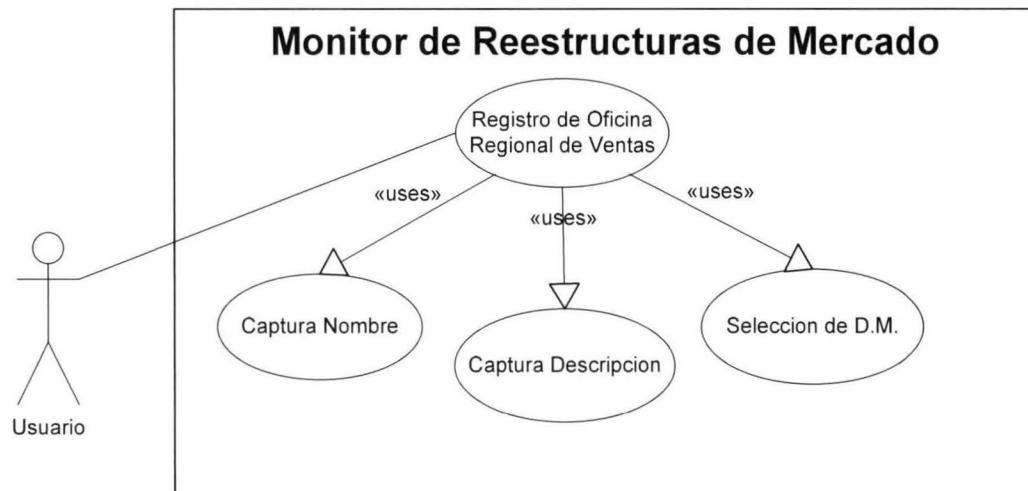 Monitor de Reestructuras de Mercado
Registro de Oficina
Regional de Ventas
«uses»
«uses»
«uses»
Captura Nombre
Captura Descripcion
Seleccion de D.M.
Usuario